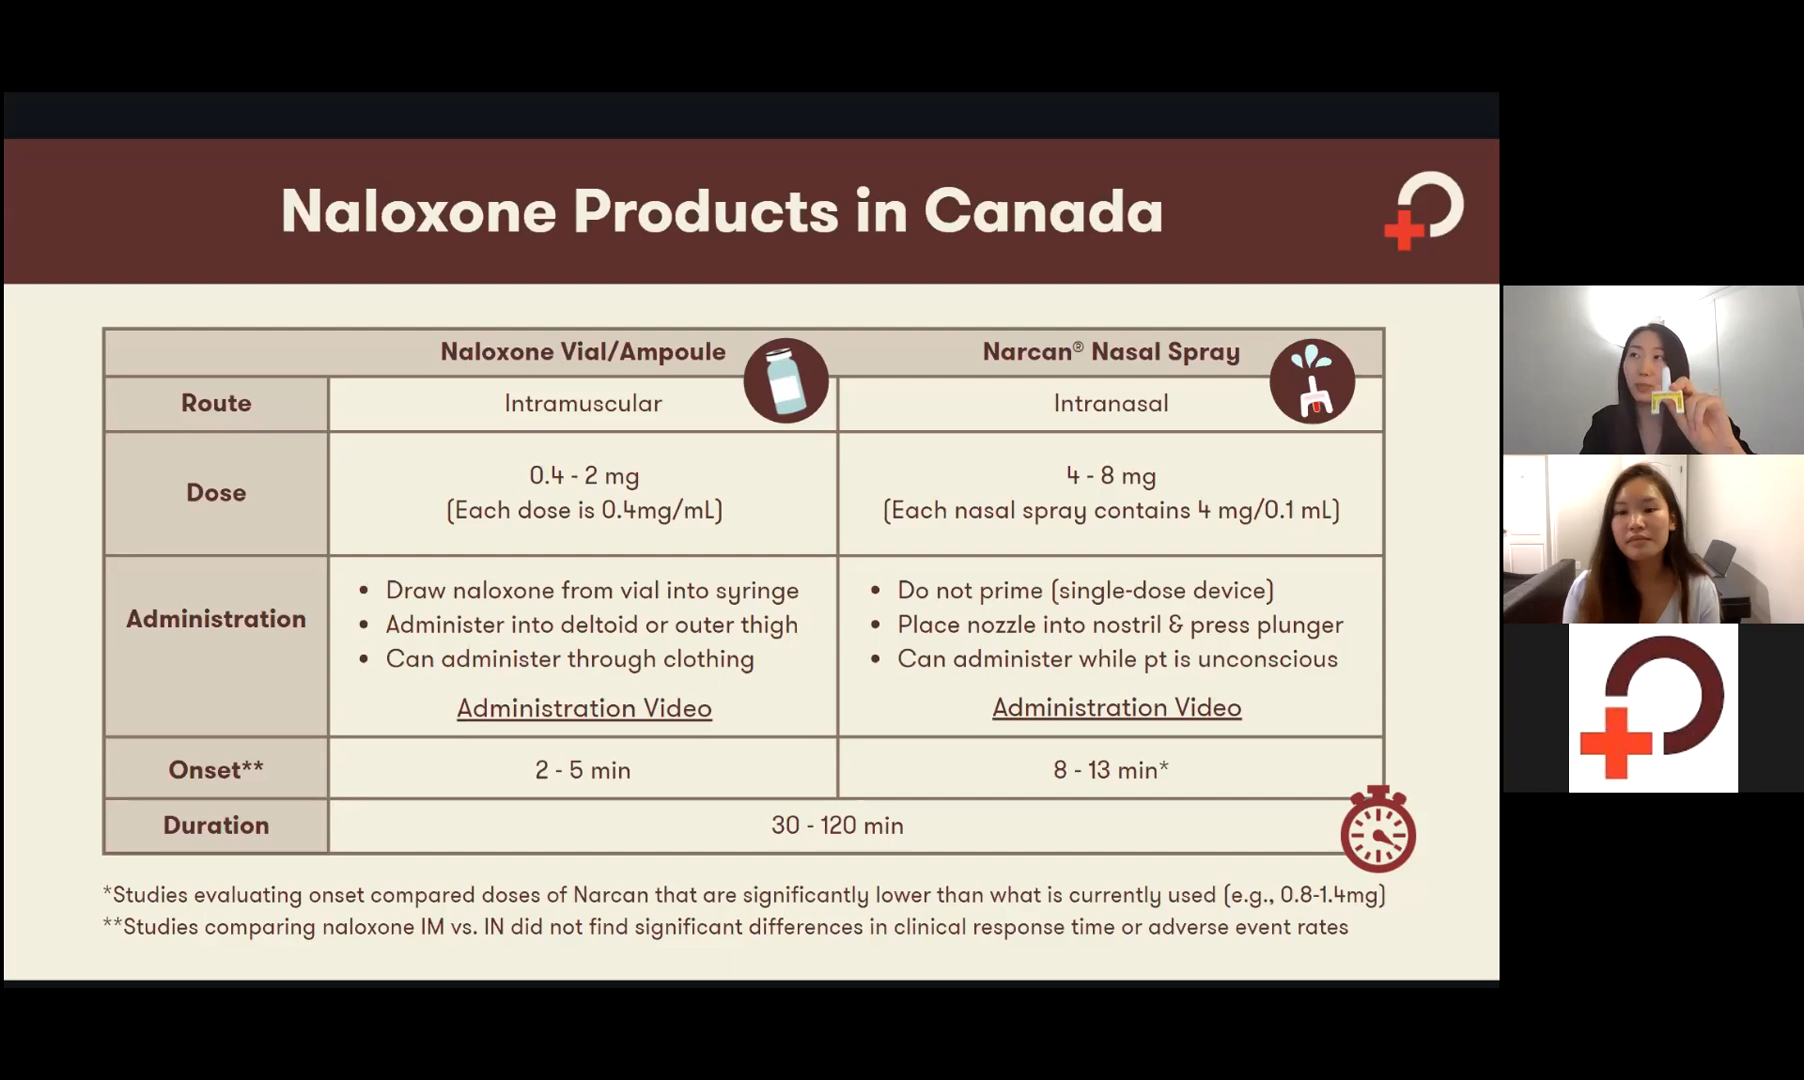 Naloxone Products in Canada
Naloxone Vial/Ampoule
Narcan® Nasal Spray
Route
Intramuscular
Intranasal
Dose
0.4 - 2 mg
(Each dose is 0.4mg/mL)
4 - 8 mg
(Each nasal spray contains 4 mg/0.1 mL)
Administration
• Draw naloxone from vial into syringe
• Administer into deltoid or outer thigh
• Can administer through clothing
Administration Video
• Do not prime (single-dose device)
• Place nozzle into nostril & press plunger
• Can administer while pt is unconscious
Administration Video
Onset**
2 - 5 min
8 - 13 min*
Duration
30 - 120 min
*Studies evaluating onset compared doses of Narcan that are significantly lower than what is currently used (e.g., 0.8-1.4mg)
**Studies comparing naloxone IM vs. IN did not find significant differences in clinical response time or adverse event rates